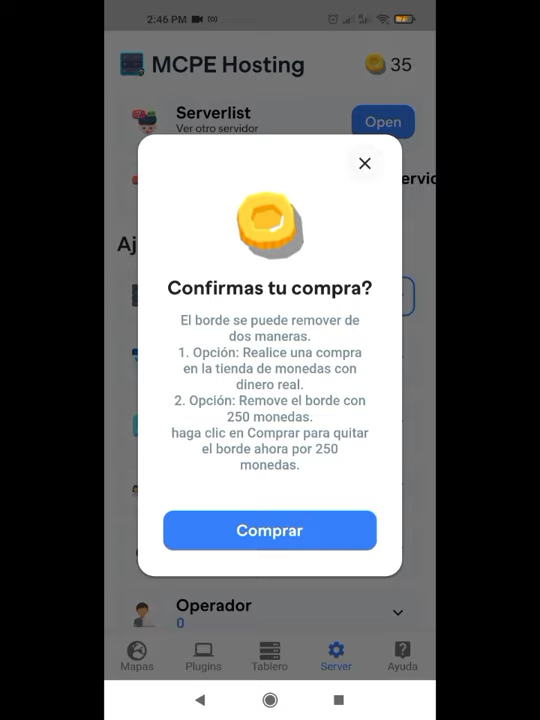 2:46 PM
MCPE Hosting
35
Serverlist
Ver otro servidor
Open
ervic
Aj
Confirmas tu compra?
El borde se puede remover de
dos maneras.
1. Opción: Realice una compra
en la tienda de monedas con
dinero real.
2. Opción: Remove el borde con
250 monedas.
haga clic en Comprar para quitar
el borde ahora por 250
monedas.
Comprar
Operador
0
Mapas Plugins Tablero Server Ayuda